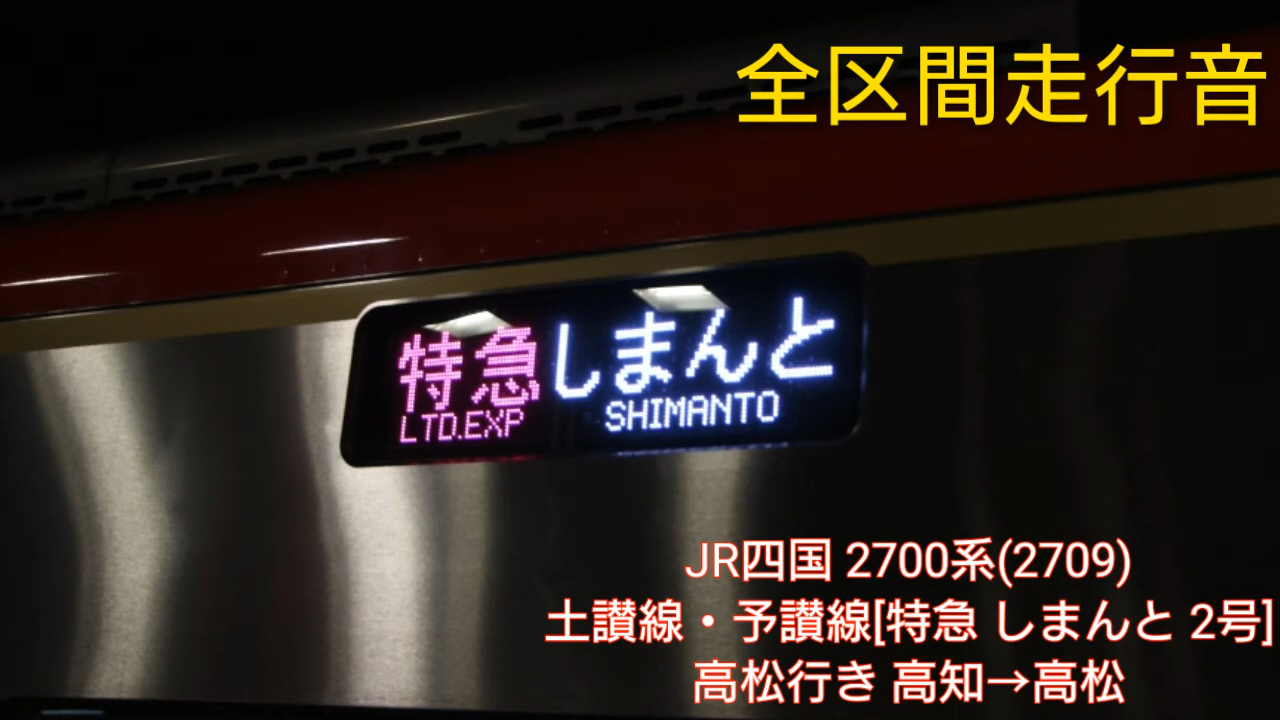 全区間走行音
特急しまんと
LTD.EXP SHIMANTO
JR四国 2700系(2709)
土讃線・予讃線[特急 しまんと 2号]
高松行き 高知→高松